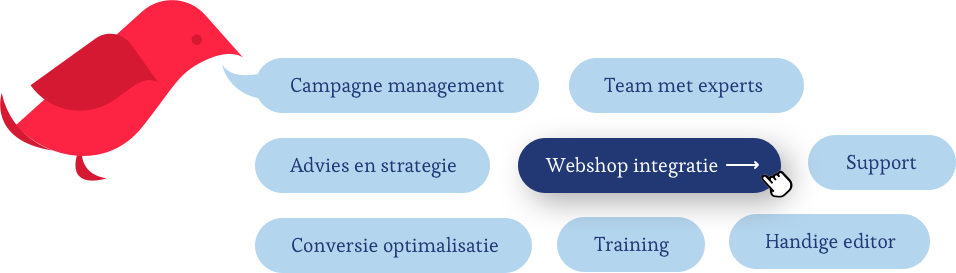 Campagne management
Team met experts
Advies en strategie
Webshop integratie ⟶
Support
Conversie optimalisatie
Training
Handige editor